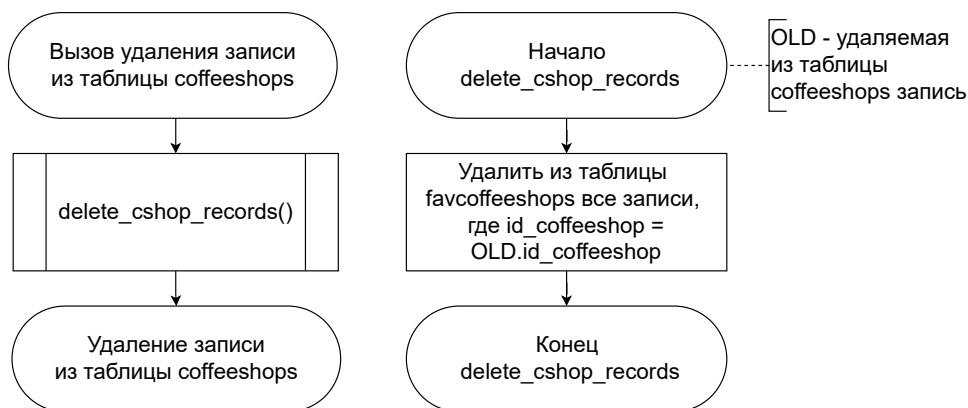 Вызов удаления записи
из таблицы coffeeshops
delete_cshop_records()
Удаление записи
из таблицы coffeeshops
Начало
delete_cshop_records
OLD - удаляемая
из таблицы
coffeeshops запись
Удалить из таблицы
favcoffeeshops все записи,
где id_coffeeshop =
OLD.id_coffeeshop
Конец
delete_cshop_records